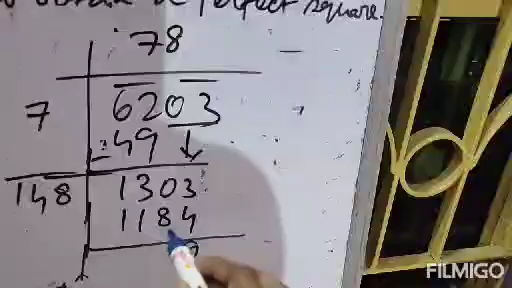 perfect square.
78
7 6203
- 49 ↓
148 1303
1184
FILMIGO